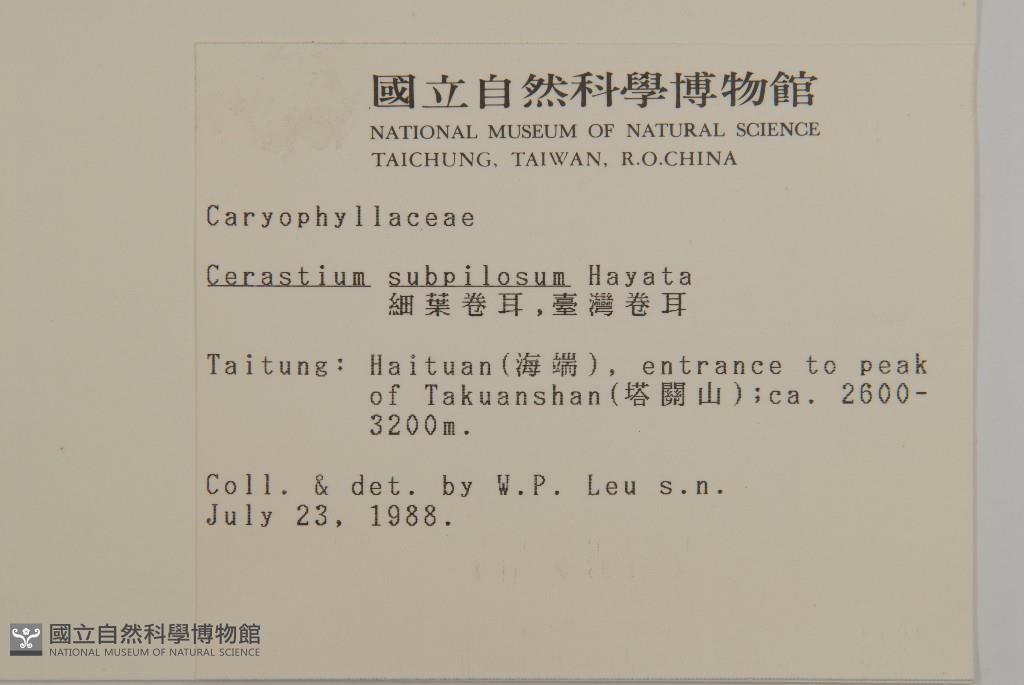 國立自然科學博物館
NATIONAL MUSEUM OF NATURAL SCIENCE
TAICHUNG, TAIWAN, R.O.CHINA
Caryophyllaceae
Cerastium subpilosum Hayata
細葉卷耳,臺灣卷耳
Taitung: Haituan(海端), entrance to peak
of Takuanshan(塔關山);ca. 2600-
3200m.
Coll. & det. by W.P. Leu s.n.
July 23, 1988.
國立自然科學博物館
NATIONAL MUSEUM OF NATURAL SCIENCE